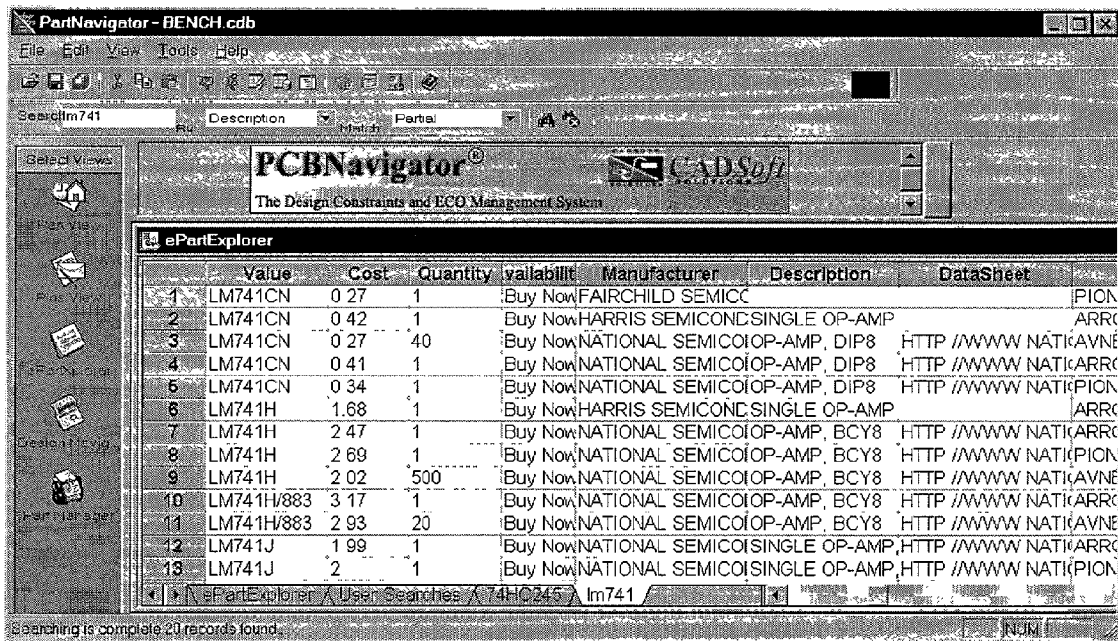 PartNavigator - BENCH.cdb
File Edit View Tools Help
Search lm741 By Description Match Partial
Select Views
PCBNavigator®
CADSoft
The Design Constraints and ECO Management System
ePartExplorer
Value Cost Quantity vailabilit Manufacturer Description DataSheet
1 LM741CN 0 27 1 Buy Now FAIRCHILD SEMICC PION
2 LM741CN 0 42 1 Buy Now HARRIS SEMICOND SINGLE OP-AMP ARRO
3 LM741CN 0 27 40 Buy Now NATIONAL SEMICO OP-AMP, DIP8 HTTP //WWW NATI AVNE
4 LM741CN 0 41 1 Buy Now NATIONAL SEMICO OP-AMP, DIP8 HTTP //WWW NATI ARRO
5 LM741CN 0 34 1 Buy Now NATIONAL SEMICO OP-AMP, DIP8 HTTP //WWW NATI PION
6 LM741H 1.68 1 Buy Now HARRIS SEMICOND SINGLE OP-AMP ARRO
7 LM741H 2 47 1 Buy Now NATIONAL SEMICO OP-AMP, BCY8 HTTP //WWW NATI ARRO
8 LM741H 2 69 1 Buy Now NATIONAL SEMICO OP-AMP, BCY8 HTTP //WWW NATI PION
9 LM741H 2 02 500 Buy Now NATIONAL SEMICO OP-AMP, BCY8 HTTP //WWW NATI AVNE
10 LM741H/883 3 17 1 Buy Now NATIONAL SEMICO OP-AMP, BCY8 HTTP //WWW NATI ARRO
11 LM741H/883 2 93 20 Buy Now NATIONAL SEMICO OP-AMP, BCY8 HTTP //WWW NATI AVNE
12 LM741J 1 99 1 Buy Now NATIONAL SEMICO SINGLE OP-AMP, HTTP //WWW NATI ARRO
13 LM741J 2 1 Buy Now NATIONAL SEMICO SINGLE OP-AMP, HTTP //WWW NATI PION
ePartExplorer User Searches 74HC245 lm741
Searching is complete 20 records found. NUM